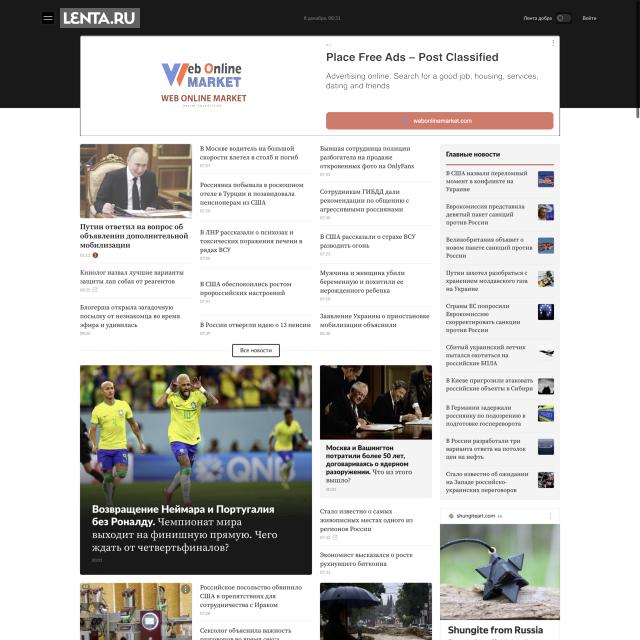 LENTA.RU
8 декабря, 00:31
Лента добра
Войти
Web Online
MARKET
WEB ONLINE MARKET
Place Free Ads – Post Classified
Advertising online. Search for a good job, housing, services,
dating and friends
webonlinemarket.com
Путин ответил на вопрос об
объявлении дополнительной
мобилизации
Кинолог назвал лучшие варианты
защиты лап собак от реагентов
Блогерша открыла загадочную
посылку от незнакомца во время
эфира и удивилась
В Москве водитель на большой
скорости влетел в столб и погиб
Россиянка побывала в роскошном
отеле в Турции и позавидовала
пенсионерам из США
В ЛНР рассказали о психозах и
токсических поражения печени в
рядах ВСУ
В США обеспокоились ростом
пророссийских настроений
В России отвергли идею о 13 пенсии
Бывшая сотрудница полиции
разбогатела на продаже
откровенных фото на OnlyFans
Сотрудникам ГИБДД дали
рекомендации по общению с
агрессивными россиянами
В США рассказали о страхе ВСУ
разводить огонь
Мужчина и женщина убили
беременную и похитили ее
нерожденного ребенка
Заявление Украины о приостановке
мобилизации объяснили
Все новости
Главные новости
В США назвали переломный
момент в конфликте на
Украине
Еврокомиссия представила
девятый пакет санкций
против России
Великобритания объявит о
новом пакете санкций против
России
Путин захотел разобраться с
хранением молдавского газа
на Украине
Страны ЕС попросили
Еврокомиссию
скорректировать санкции
против России
Сбитый украинский летчик
пытался охотиться на
российские БПЛА
В Киеве пригрозили атаковать
российские объекты в Сибири
В Германии задержали
россиянку по подозрению в
подготовке госпереворота
В России разработали три
варианта ответа на потолок
цен на нефть
Стало известно об ожидании
на Западе российско-
украинских переговоров
Возвращение Неймара и Португалия
без Роналду. Чемпионат мира
выходит на финишную прямую. Чего
ждать от четвертьфиналов?
Москва и Вашингтон
потратили более 50 лет,
договариваясь о ядерном
разоружении. Что из этого
вышло?
Стало известно о самых
живописных местах одного из
регионов России
Экономист высказался о росте
рухнувшего биткоина
Российское посольство обвинило
США в препятствиях для
сотрудничества с Ираком
Сексолог объяснила важность
shungiteart.com
Shungite from Russia